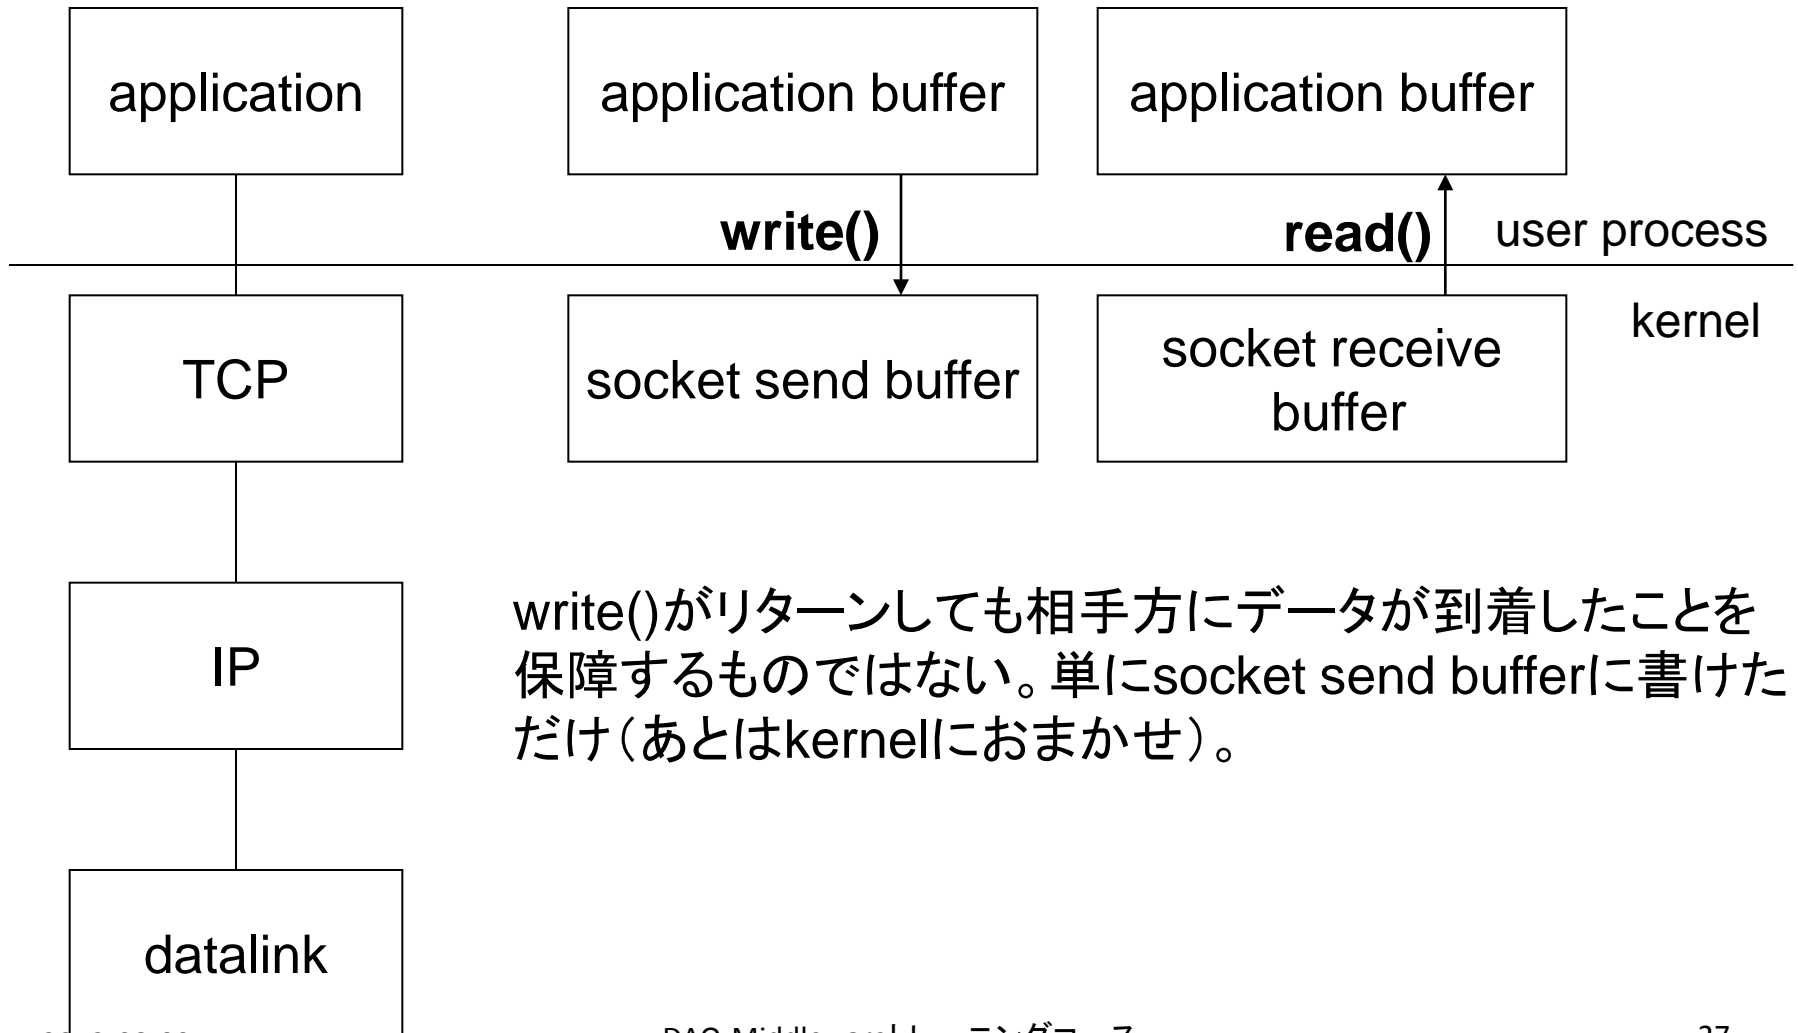 application
application buffer
application buffer
write()
read()
user process
kernel
TCP
socket send buffer
socket receive
buffer
IP
write()がリターンしても相手方にデータが到着したことを
保障するものではない。単にsocket send bufferに書けた
だけ（あとはkernelにおまかせ）。
datalink